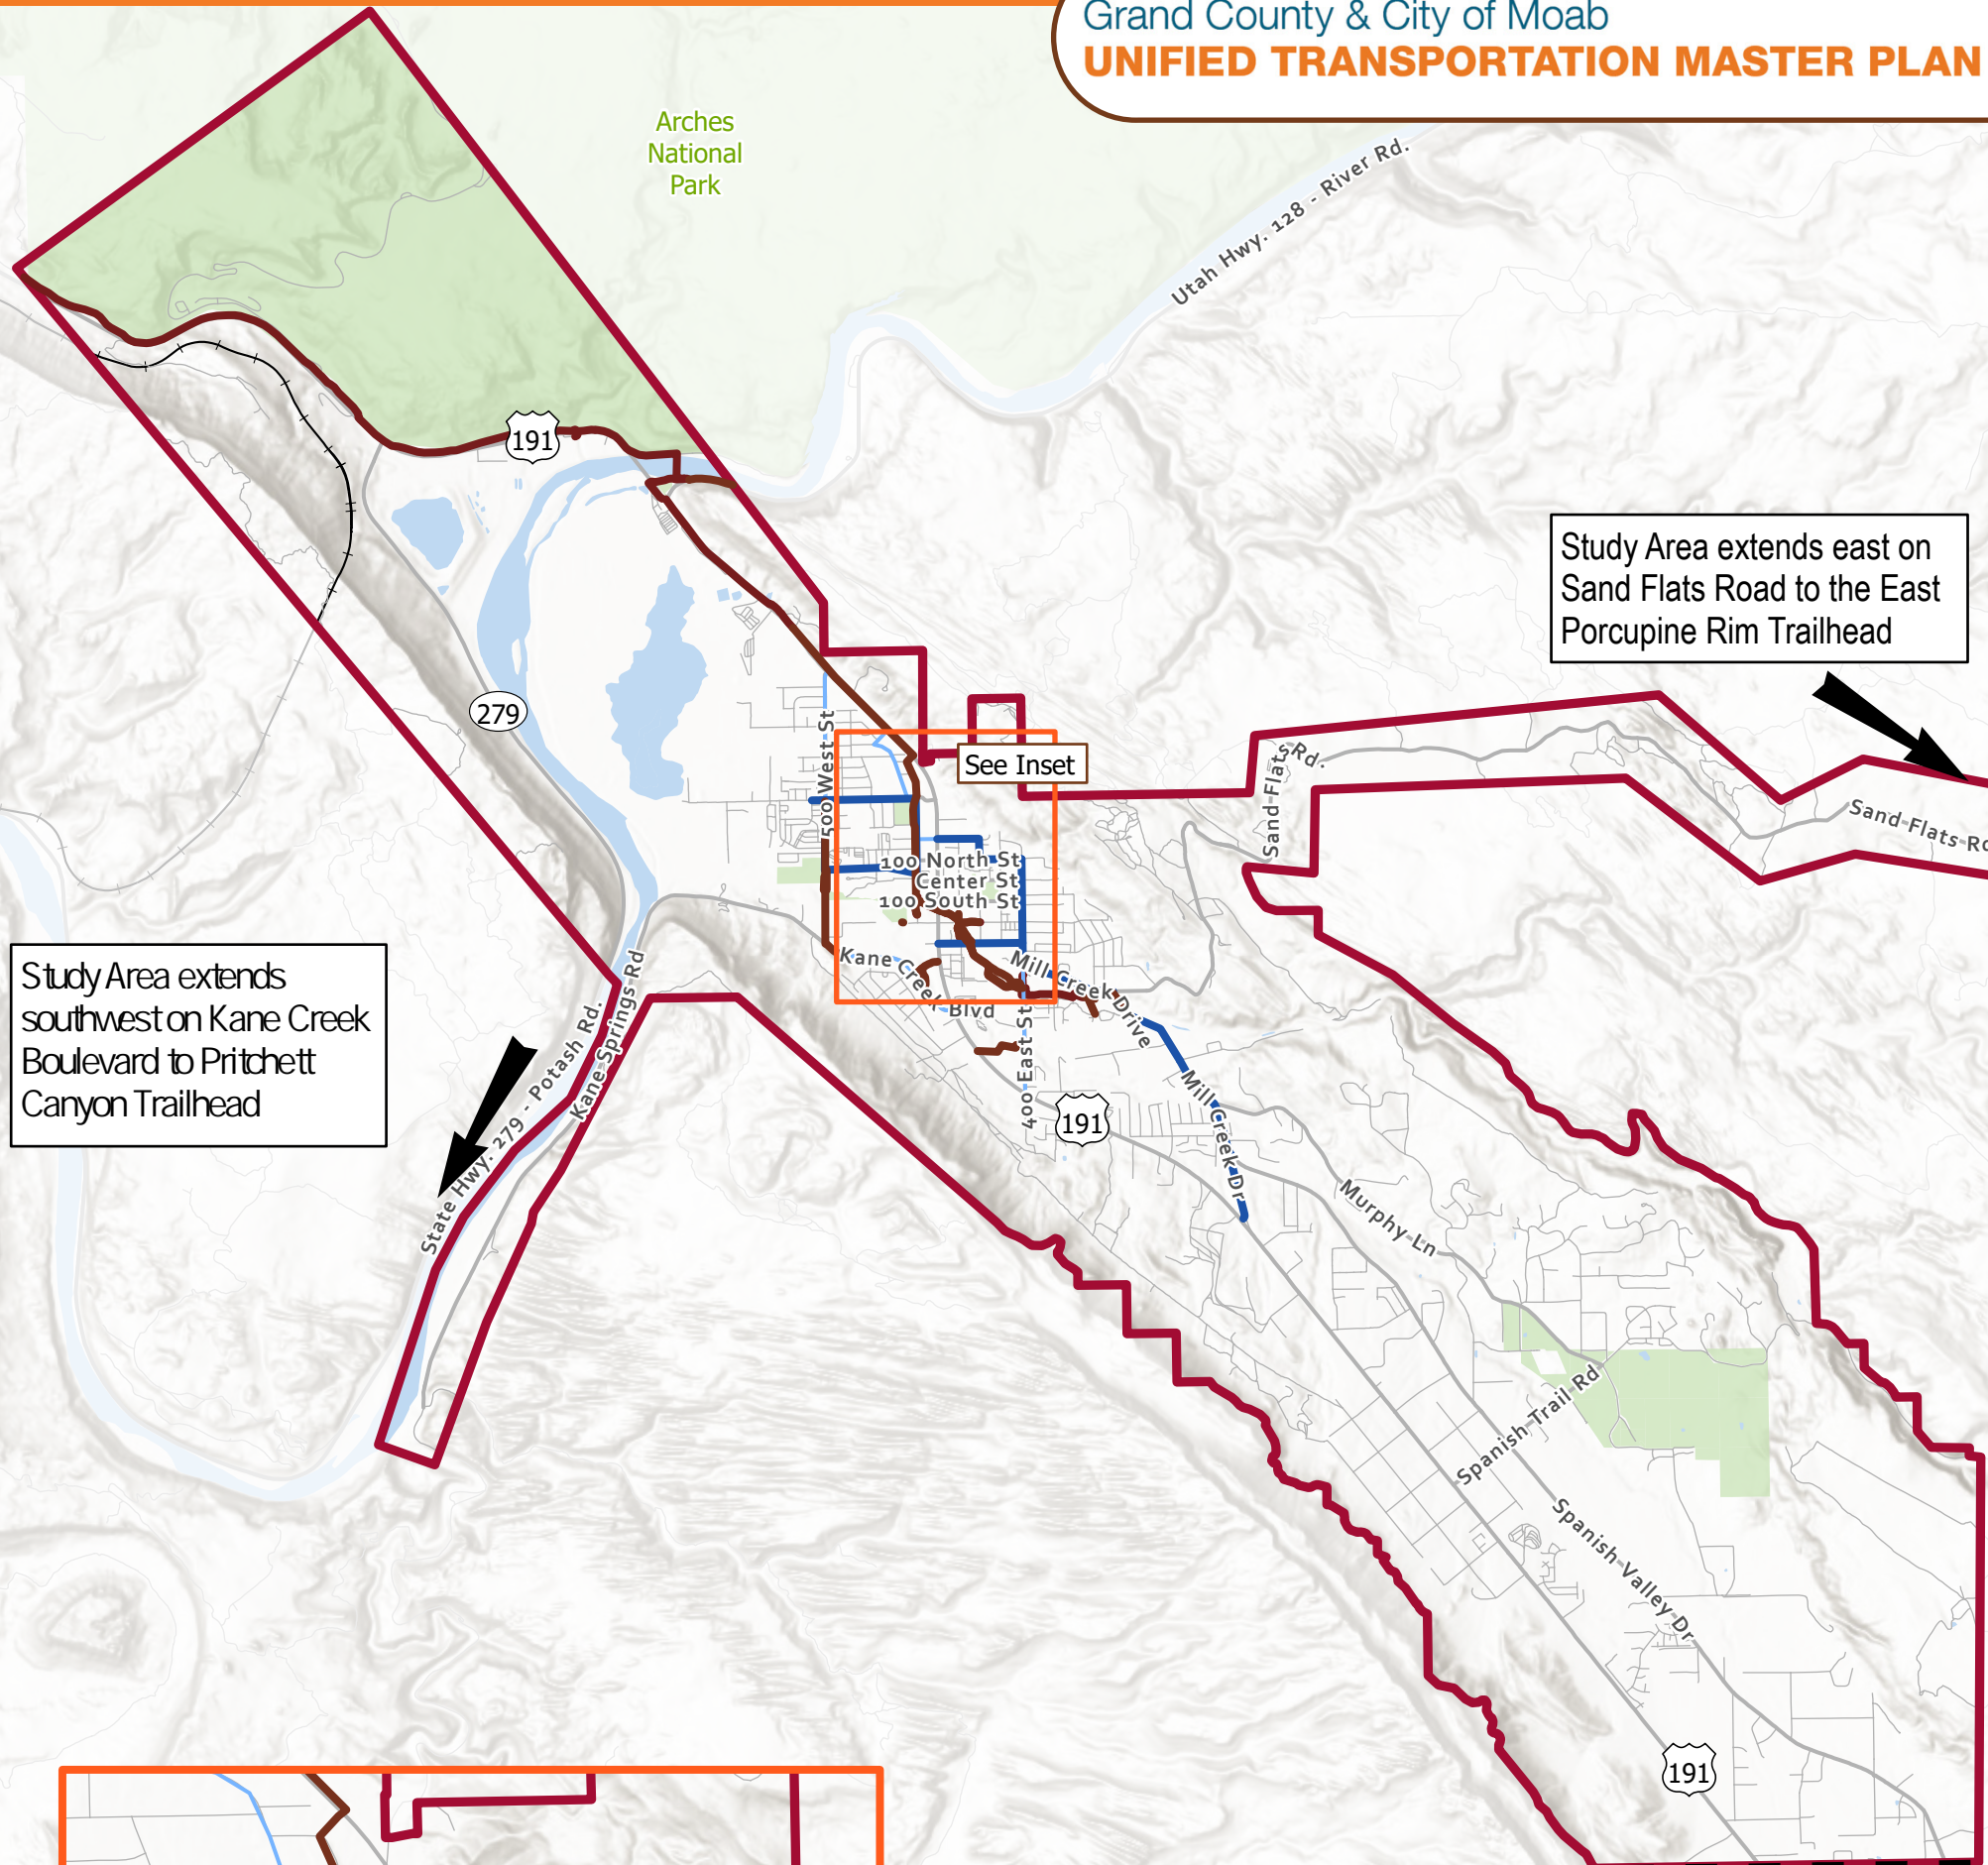 Grand County & City of Moab
UNIFIED TRANSPORTATION MASTER PLAN
Arches
National
Park
Utah Hwy. 128 - River Rd.
191
Study Area extends east on
Sand Flats Road to the East
Porcupine Rim Trailhead
279
500 West St
See Inset
Sand Flats Rd.
Sand Flats Rd
100 North St
Center St
100 South St
Kane Creek Blvd
Mill Creek Drive
Study Area extends
southwest on Kane Creek
Boulevard to Pritchett
Canyon Trailhead
State Hwy. 279 - Potash Rd.
Kane Springs Rd
400 East St
191
Mill Creek Dr
Murphy Ln
Spanish Trail Rd
Spanish Valley Dr
191